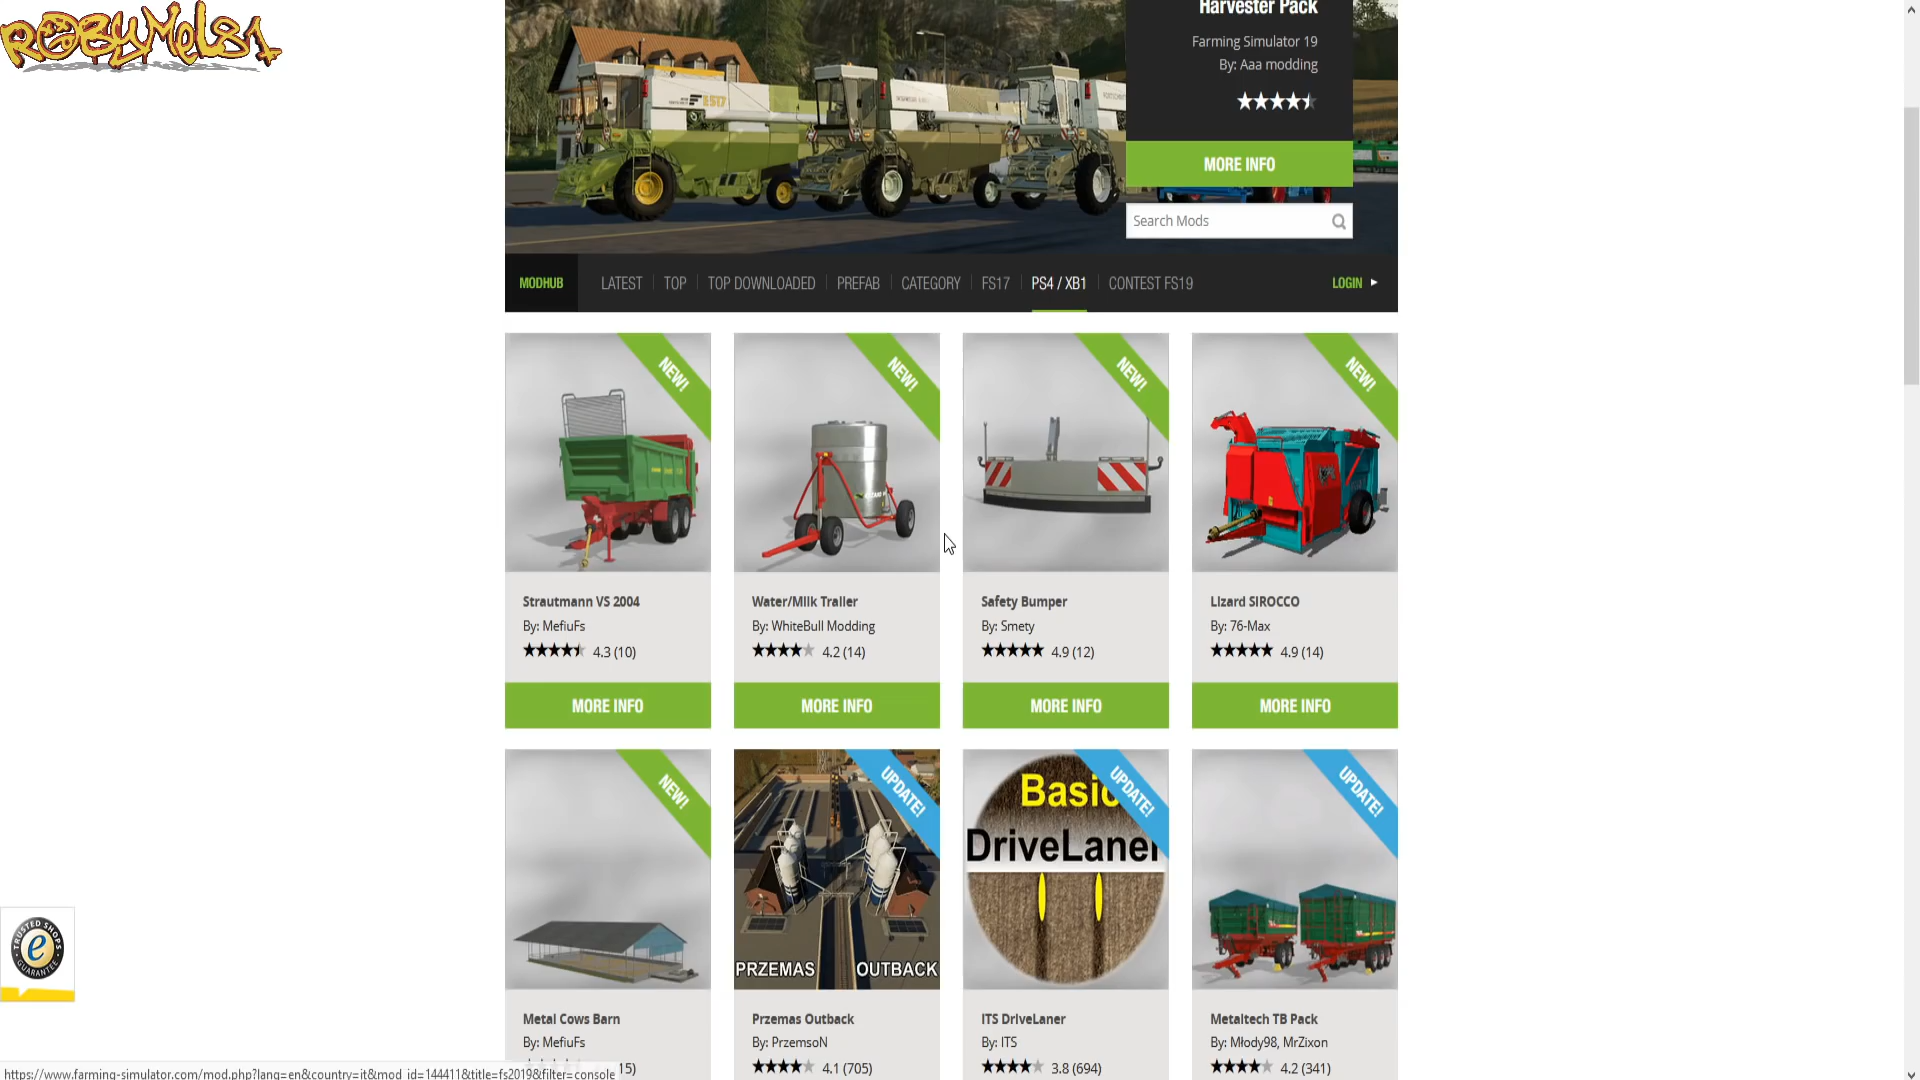 RobyMel81
Harvester Pack
Farming Simulator 19
By: Aaa modding
MORE INFO
Search Mods
E517
MODHUB
LATEST
TOP
TOP DOWNLOADED
PREFAB
CATEGORY
FS17
PS4 / XB1
CONTEST FS19
LOGIN
NEW!
NEW!
NEW!
NEW!
Strautmann VS 2004
By: MefiuFs
4.3 (10)
MORE INFO
Water/Milk Trailer
By: WhiteBull Modding
4.2 (14)
MORE INFO
Safety Bumper
By: Smety
4.9 (12)
MORE INFO
Lizard SIROCCO
By: 76-Max
4.9 (14)
MORE INFO
NEW!
UPDATE!
UPDATE!
UPDATE!
PRZEMAS OUTBACK
Basic
DriveLaner
Metal Cows Barn
By: MefiuFs
15)
Przemas Outback
By: PrzemsoN
4.1 (705)
ITS DriveLaner
By: ITS
3.8 (694)
Metaltech TB Pack
By: Młody98, MrZixon
4.2 (341)
TRUSTED SHOPS
e
GUARANTEE
https://www.farming-simulator.com/mod.php?lang=en&country=it&mod_id=144411&title=fs2019&filter=console